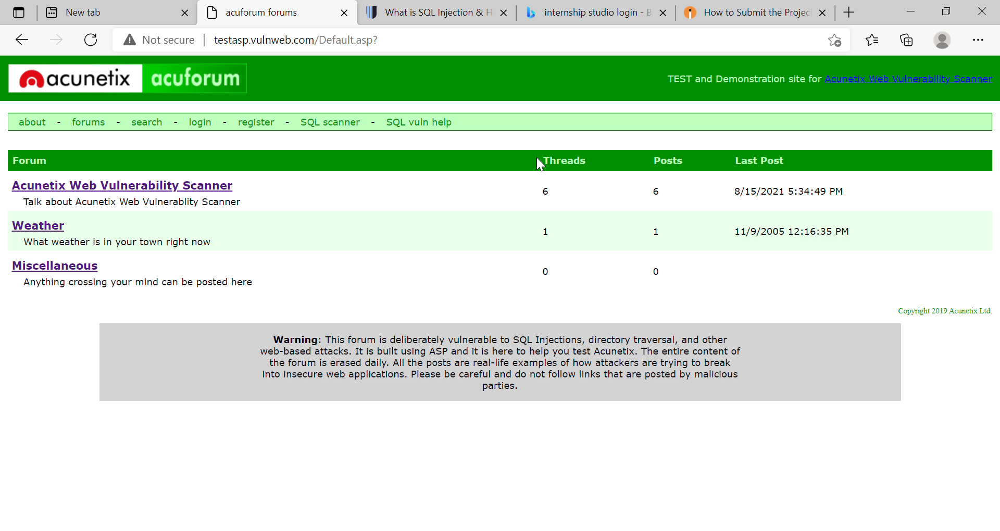 New tab
acuforum forums
What is SQL Injection & H
internship studio login - B
How to Submit the Projec
Not secure
testasp.vulnweb.com/Default.asp?
acunetix acuforum
TEST and Demonstration site for Acunetix Web Vulnerability Scanner
about - forums - search - login - register - SQL scanner - SQL vuln help
Forum Threads Posts Last Post
Acunetix Web Vulnerability Scanner
Talk about Acunetix Web Vulnerablity Scanner
6 6 8/15/2021 5:34:49 PM
Weather
What weather is in your town right now
1 1 11/9/2005 12:16:35 PM
Miscellaneous
Anything crossing your mind can be posted here
0 0
Copyright 2019 Acunetix Ltd.
Warning: This forum is deliberately vulnerable to SQL Injections, directory traversal, and other
web-based attacks. It is built using ASP and it is here to help you test Acunetix. The entire content of
the forum is erased daily. All the posts are real-life examples of how attackers are trying to break
into insecure web applications. Please be careful and do not follow links that are posted by malicious
parties.